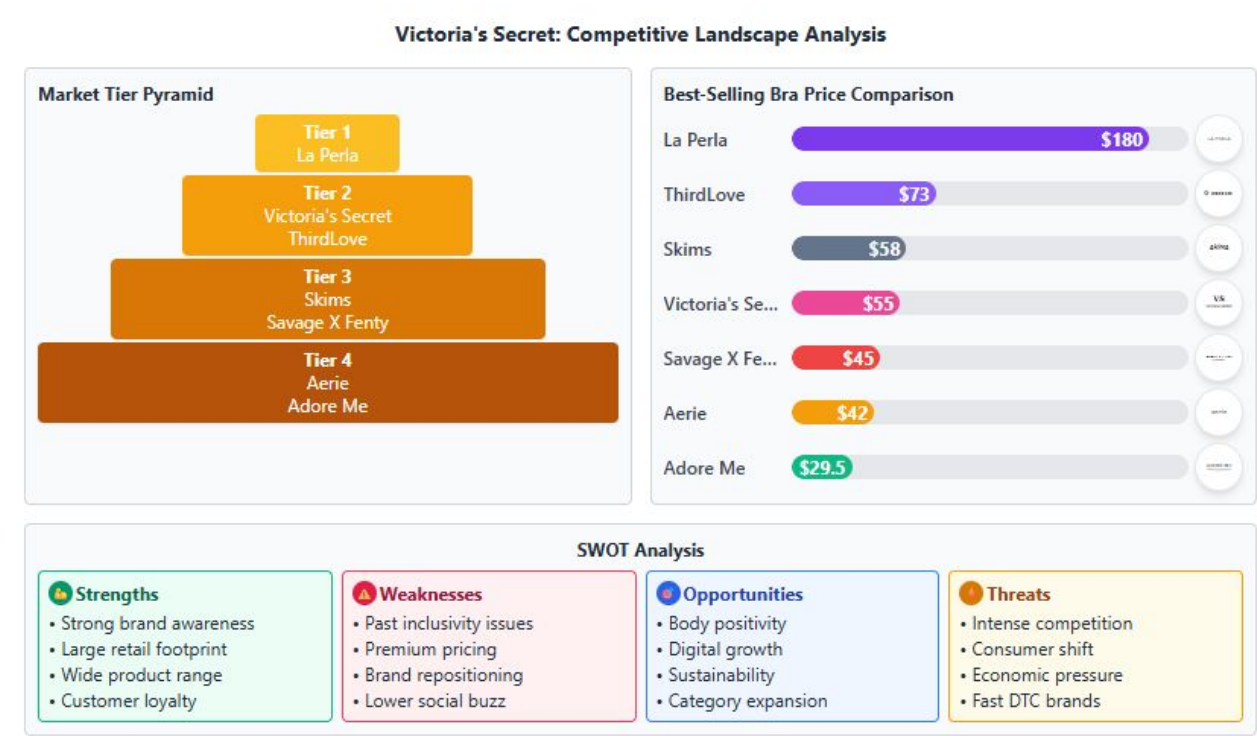 Victoria's Secret: Competitive Landscape Analysis
Market Tier Pyramid
Tier 1
La Perla
Tier 2
Victoria's Secret
ThirdLove
Tier 3
Skims
Savage X Fenty
Tier 4
Aerie
Adore Me
Best-Selling Bra Price Comparison
La Perla $180
ThirdLove $73
Skims $58
Victoria's Se... $55
VS
Savage X Fe... $45
Aerie $42
Adore Me $29.5
SWOT Analysis
Strengths
• Strong brand awareness
• Large retail footprint
• Wide product range
• Customer loyalty
Weaknesses
• Past inclusivity issues
• Premium pricing
• Brand repositioning
• Lower social buzz
Opportunities
• Body positivity
• Digital growth
• Sustainability
• Category expansion
Threats
• Intense competition
• Consumer shift
• Economic pressure
• Fast DTC brands